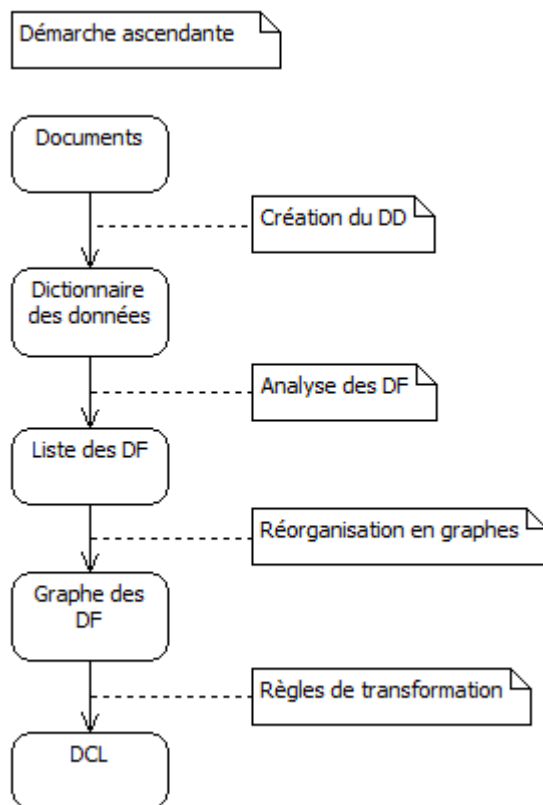 Démarche ascendante
Documents
Création du DD
Dictionnaire
des données
Analyse des DF
Liste des DF
Réorganisation en graphes
Graphe des
DF
Règles de transformation
DCL